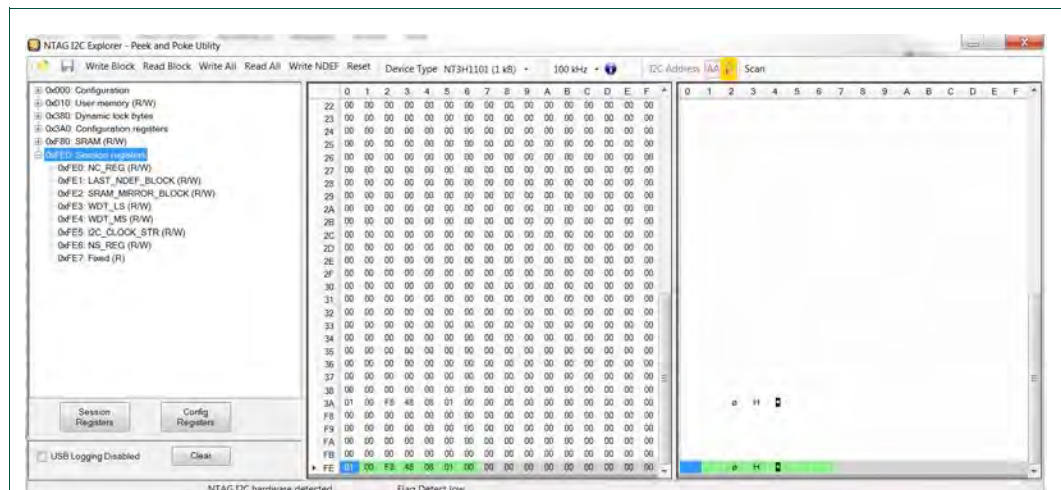 NTAG I2C Explorer - Peek and Poke Utility
Write Block Read Block Write All Read All Write NDEF Reset Device Type NT3H1101 (1 kB) 100 kHz I2C Address AA Scan
0x000: Configuration
0x010: User memory (R/W)
0x380: Dynamic lock bytes
0x3A0: Configuration registers
0xF80: SRAM (R/W)
0xFE0: Session registers
0xFE0: NC_REG (R/W)
0xFE1: LAST_NDEF_BLOCK (R/W)
0xFE2: SRAM_MIRROR_BLOCK (R/W)
0xFE3: WDT_LS (R/W)
0xFE4: WDT_MS (R/W)
0xFE5: I2C_CLOCK_STR (R/W)
0xFE6: NS_REG (R/W)
0xFE7: Fixed (R)
Session Registers
Config Registers
USB Logging Disabled Clear
0 1 2 3 4 5 6 7 8 9 A B C D E F
22 00 00 00 00 00 00 00 00 00 00 00 00 00 00 00 00
23 00 00 00 00 00 00 00 00 00 00 00 00 00 00 00 00
24 00 00 00 00 00 00 00 00 00 00 00 00 00 00 00 00
25 00 00 00 00 00 00 00 00 00 00 00 00 00 00 00 00
26 00 00 00 00 00 00 00 00 00 00 00 00 00 00 00 00
27 00 00 00 00 00 00 00 00 00 00 00 00 00 00 00 00
28 00 00 00 00 00 00 00 00 00 00 00 00 00 00 00 00
29 00 00 00 00 00 00 00 00 00 00 00 00 00 00 00 00
2A 00 00 00 00 00 00 00 00 00 00 00 00 00 00 00 00
2B 00 00 00 00 00 00 00 00 00 00 00 00 00 00 00 00
2C 00 00 00 00 00 00 00 00 00 00 00 00 00 00 00 00
2D 00 00 00 00 00 00 00 00 00 00 00 00 00 00 00 00
2E 00 00 00 00 00 00 00 00 00 00 00 00 00 00 00 00
2F 00 00 00 00 00 00 00 00 00 00 00 00 00 00 00 00
30 00 00 00 00 00 00 00 00 00 00 00 00 00 00 00 00
31 00 00 00 00 00 00 00 00 00 00 00 00 00 00 00 00
32 00 00 00 00 00 00 00 00 00 00 00 00 00 00 00 00
33 00 00 00 00 00 00 00 00 00 00 00 00 00 00 00 00
34 00 00 00 00 00 00 00 00 00 00 00 00 00 00 00 00
35 00 00 00 00 00 00 00 00 00 00 00 00 00 00 00 00
36 00 00 00 00 00 00 00 00 00 00 00 00 00 00 00 00
37 00 00 00 00 00 00 00 00 00 00 00 00 00 00 00 00
38 00 00 00 00 00 00 00 00 00 00 00 00 00 00 00 00
3A 01 00 F8 48 08 01 00 00 00 00 00 00 00 00 00 00
F8 00 00 00 00 00 00 00 00 00 00 00 00 00 00 00 00
F9 00 00 00 00 00 00 00 00 00 00 00 00 00 00 00 00
FA 00 00 00 00 00 00 00 00 00 00 00 00 00 00 00 00
FB 00 00 00 00 00 00 00 00 00 00 00 00 00 00 00 00
FE 01 00 F8 48 08 01 00 00 00 00 00 00 00 00 00 00
0 1 2 3 4 5 6 7 8 9 A B C D E F
ø H
ø H
NTAG I2C hardware detected Flag Detect low